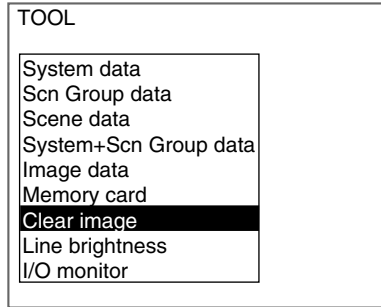 TOOL
System data
Scn Group data
Scene data
System+Scn Group data
Image data
Memory card
Clear image
Line brightness
I/O monitor